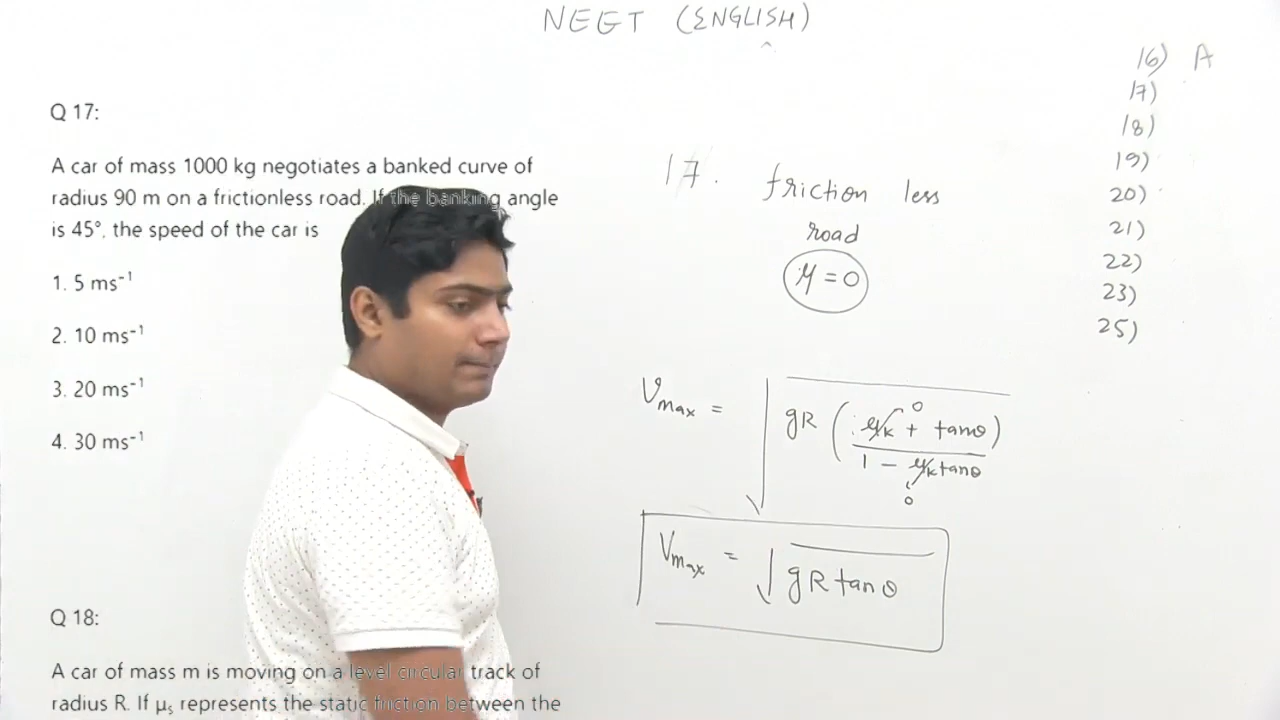 NEET (ENGLISH)
Q 17:
A car of mass 1000 kg negotiates a banked curve of
radius 90 m on a frictionless road. If the banking angle
is 45°, the speed of the car is
1. 5 ms⁻¹
2. 10 ms⁻¹
3. 20 ms⁻¹
4. 30 ms⁻¹
Q 18:
A car of mass m is moving on a level circular track of
radius R. If μₛ represents the static friction between the
17. friction less
road
μ = 0
Vmax = √gR (μk + tanθ) 0
1 - μk tanθ
0
Vmax = √gR tanθ
16) A
17)
18)
19)
20)
21)
22)
23)
25)